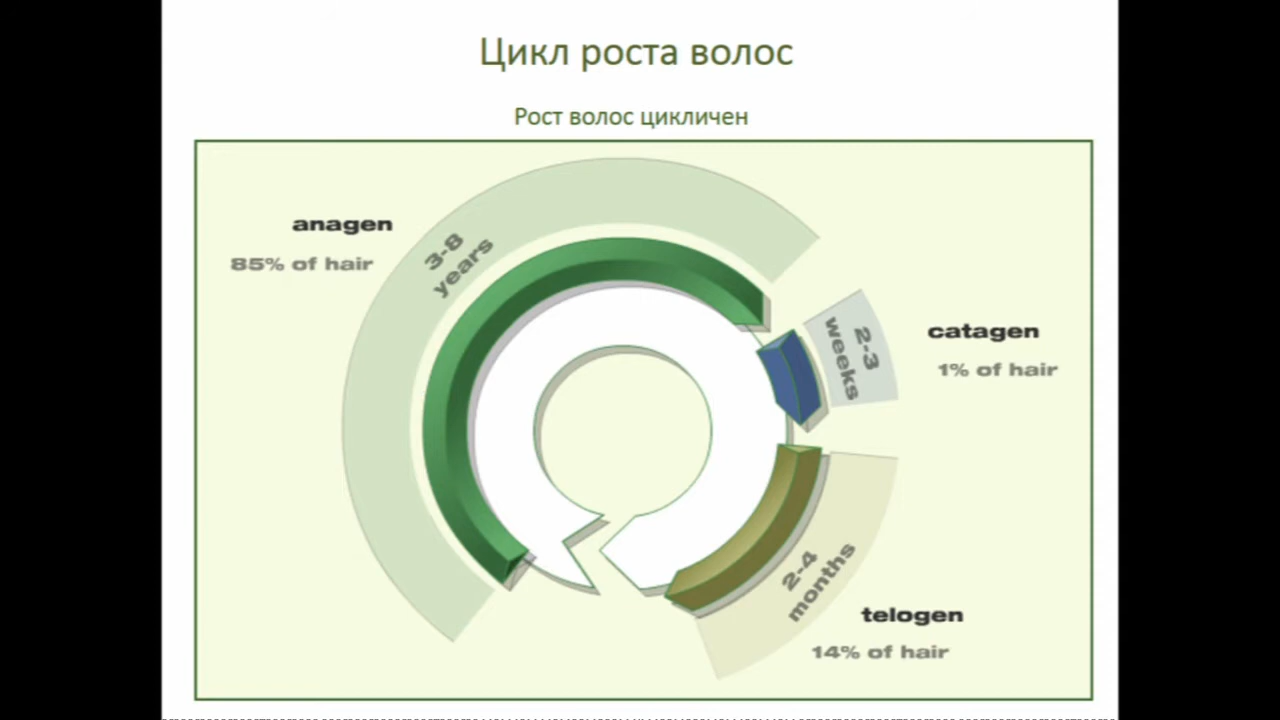 Цикл роста волос
Рост волос цикличен
anagen
85% of hair
3-8
years
2-3
weeks
catagen
1% of hair
2-4
months
telogen
14% of hair